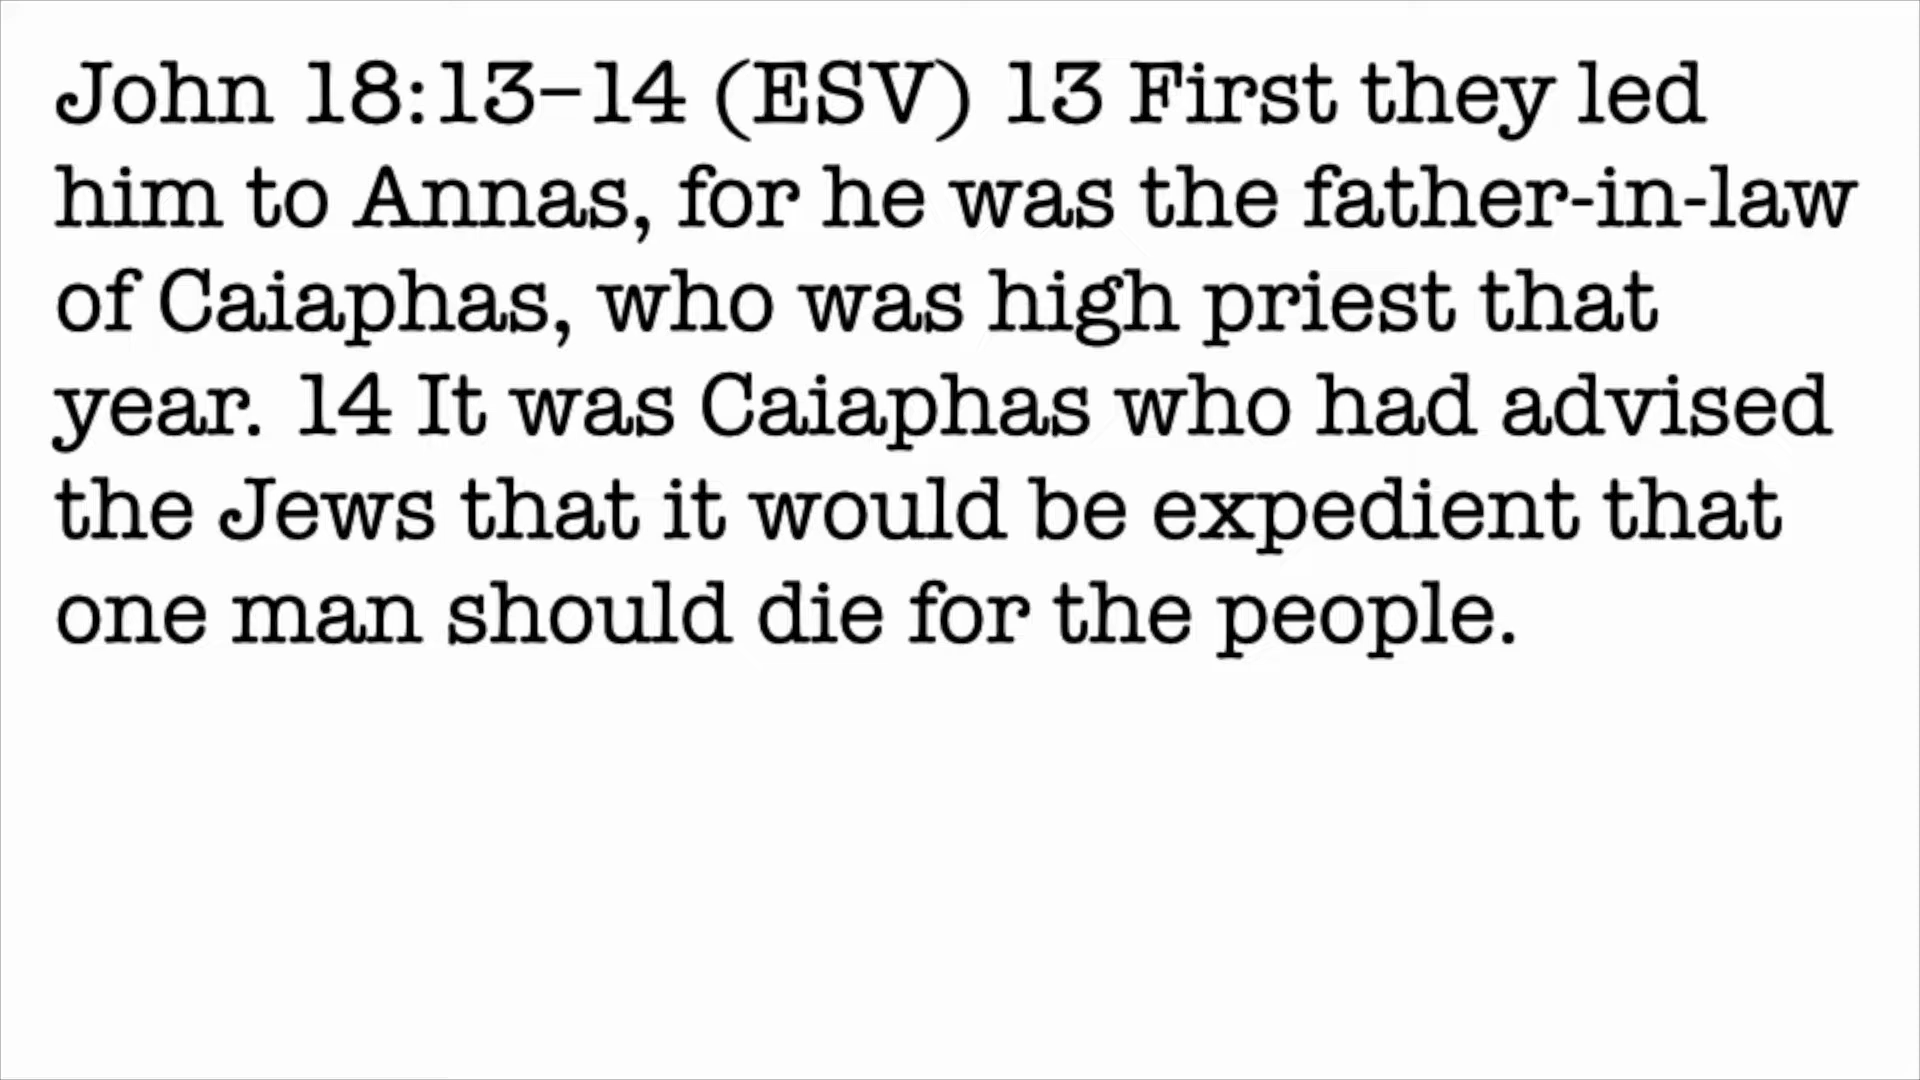 John 18:13–14 (ESV) 13 First they led
him to Annas, for he was the father-in-law
of Caiaphas, who was high priest that
year. 14 It was Caiaphas who had advised
the Jews that it would be expedient that
one man should die for the people.